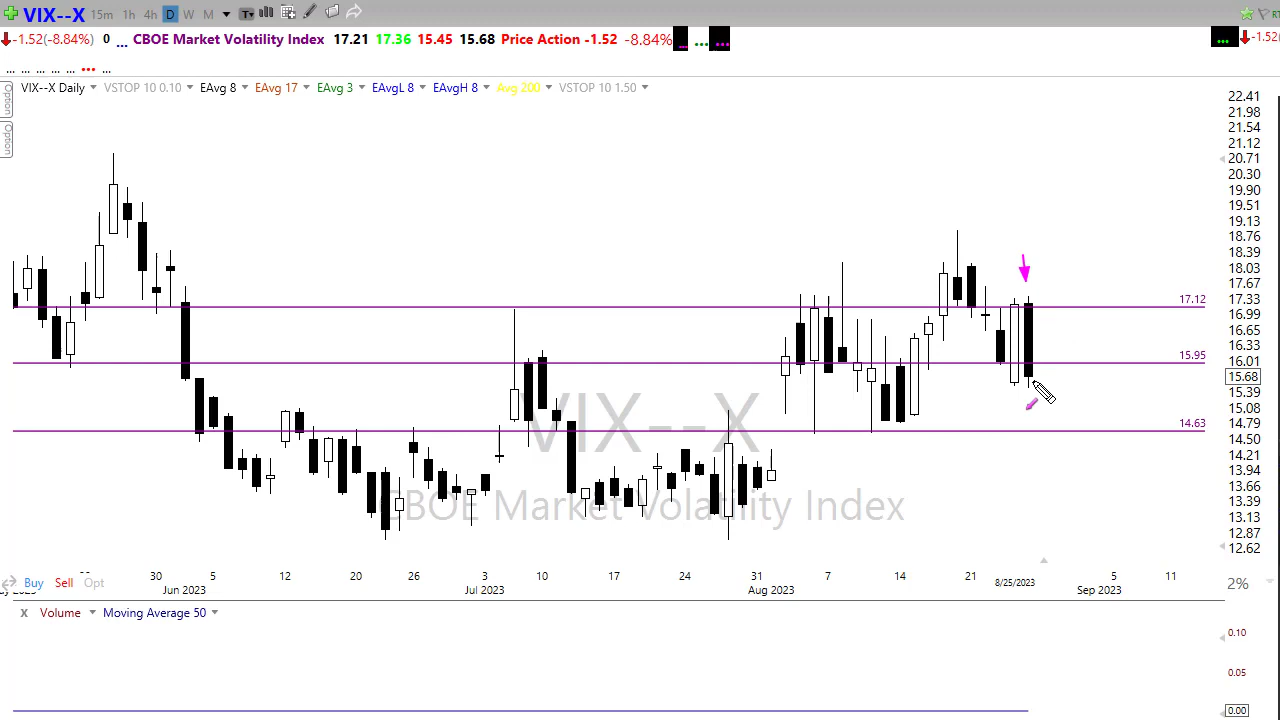 VIX--X 15m 1h 4h D W M
-1.52(-8.84%) 0 ... CBOE Market Volatility Index 17.21 17.36 15.45 15.68 Price Action -1.52 -8.84% ... ... ... ... -1.52
... ... ... ... ... ... ...
VIX--X Daily VSTOP 10 0.10 EAvg 8 EAvg 17 EAvg 3 EAvgL 8 EAvgH 8 Avg 200 VSTOP 10 1.50
Option
Option
22.41
21.98
21.54
21.12
20.71
20.30
19.90
19.51
19.13
18.76
18.39
18.03
17.67
17.12 17.33
16.99
16.65
16.33
15.95 16.01
15.68
15.39
15.08
14.63 14.79
14.50
14.21
13.94
13.66
13.39
13.13
12.87
12.62
VIX--X
CBOE Market Volatility Index
30 5 12 20 26 3 10 17 24 31 7 14 21 8/25/2023 5 11
Jun 2023 Jul 2023 Aug 2023 Sep 2023
Buy Sell Opt 2%
x Volume Moving Average 50
0.10
0.05
0.00